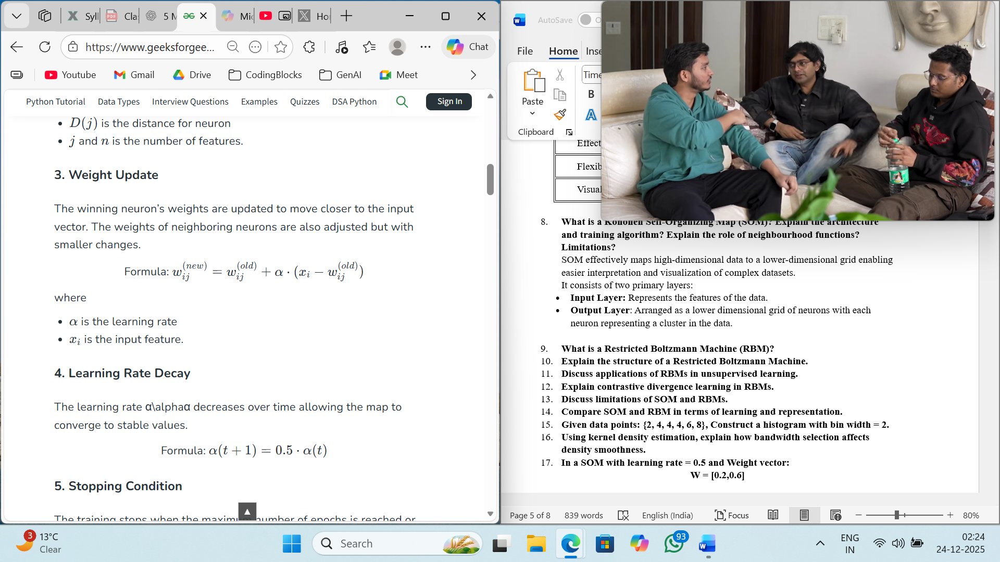 Syl
Cla
5 M
Mic
Ho
https://www.geeksforgee...
Chat
Youtube
Gmail
Drive
CodingBlocks
GenAI
Meet
Python Tutorial
Data Types
Interview Questions
Examples
Quizzes
DSA Python
Sign In
• D(j) is the distance for neuron
• j and n is the number of features.
3. Weight Update
The winning neuron’s weights are updated to move closer to the input
vector. The weights of neighboring neurons are also adjusted but with
smaller changes.
Formula: w_{ij}^{(new)} = w_{ij}^{(old)} + α · (x_i − w_{ij}^{(old)})
where
• α is the learning rate
• x_i is the input feature.
4. Learning Rate Decay
The learning rate α\alphaα decreases over time allowing the map to
converge to stable values.
Formula: α(t + 1) = 0.5 · α(t)
5. Stopping Condition
The training stops when the maximum number of epochs is reached or
AutoSave
File
Home
Inse
Paste
Time
B
A
Clipboard
Effect
Flexib
Visual
8. What is a Kohonen Self-Organizing Map (SOM)? Explain the architecture
and training algorithm? Explain the role of neighbourhood functions?
Limitations?
SOM effectively maps high-dimensional data to a lower-dimensional grid enabling
easier interpretation and visualization of complex datasets.
It consists of two primary layers:
• Input Layer: Represents the features of the data.
• Output Layer: Arranged as a lower dimensional grid of neurons with each
neuron representing a cluster in the data.
9. What is a Restricted Boltzmann Machine (RBM)?
10. Explain the structure of a Restricted Boltzmann Machine.
11. Discuss applications of RBMs in unsupervised learning.
12. Explain contrastive divergence learning in RBMs.
13. Discuss limitations of SOM and RBMs.
14. Compare SOM and RBM in terms of learning and representation.
15. Given data points: {2, 4, 4, 4, 6, 8}, Construct a histogram with bin width = 2.
16. Using kernel density estimation, explain how bandwidth selection affects
density smoothness.
17. In a SOM with learning rate = 0.5 and Weight vector:
W = [0.2,0.6]
Page 5 of 8
839 words
English (India)
Focus
80%
3
13°C
Clear
Search
93
ENG
IN
02:24
24-12-2025